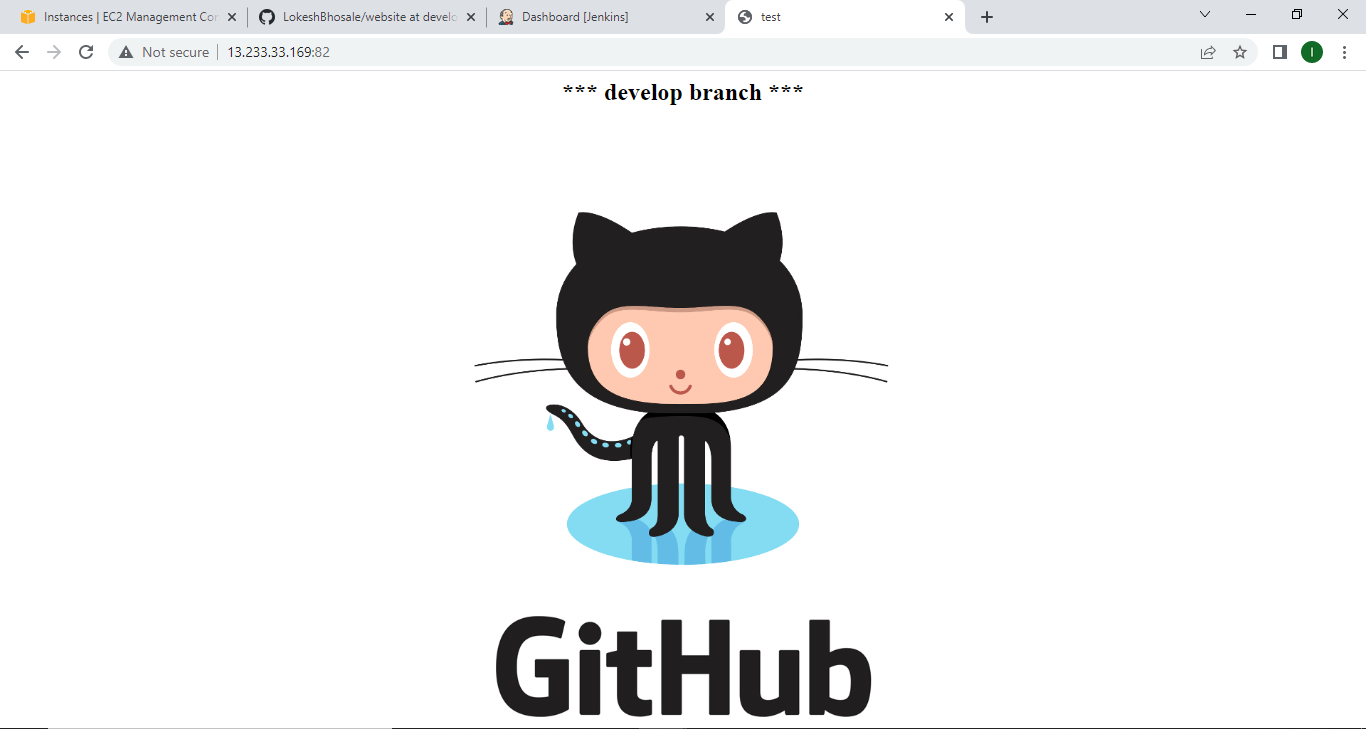 Instances | EC2 Management Con
LokeshBhosale/website at develo
Dashboard [Jenkins]
test
Not secure
13.233.33.169:82
I
*** develop branch ***
GitHub